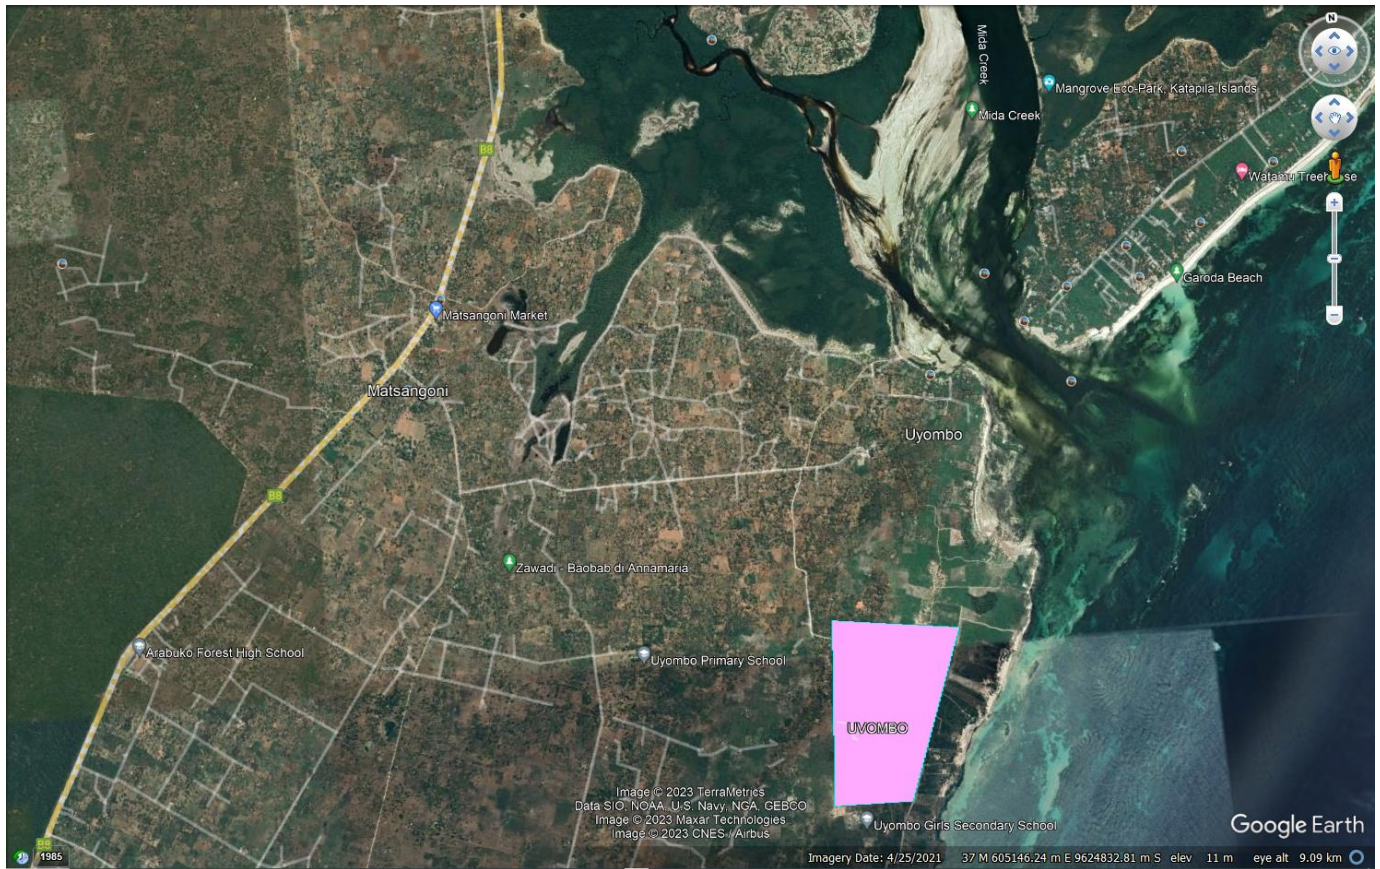 N
Mida Creek
Mangrove Eco-Park, Katapila Islands
Mida Creek
B8
Garoda Beach
Matsangoni Market
Matsangoni
Uyombo
B8
Zawadi - Baobab di Annamaria
Arabuko Forest High School
Uyombo Primary School
UVOMBO
Image © 2023 TerraMetrics
Data SIO, NOAA, U.S. Navy, NGA, GEBCO
Image © 2023 Maxar Technologies
Image © 2023 CNES / Airbus
Uyombo Girls Secondary School
Google Earth
B8
1985
Imagery Date: 4/25/2021 37 M 605146.24 m E 9624832.81 m S elev 11 m eye alt 9.09 km